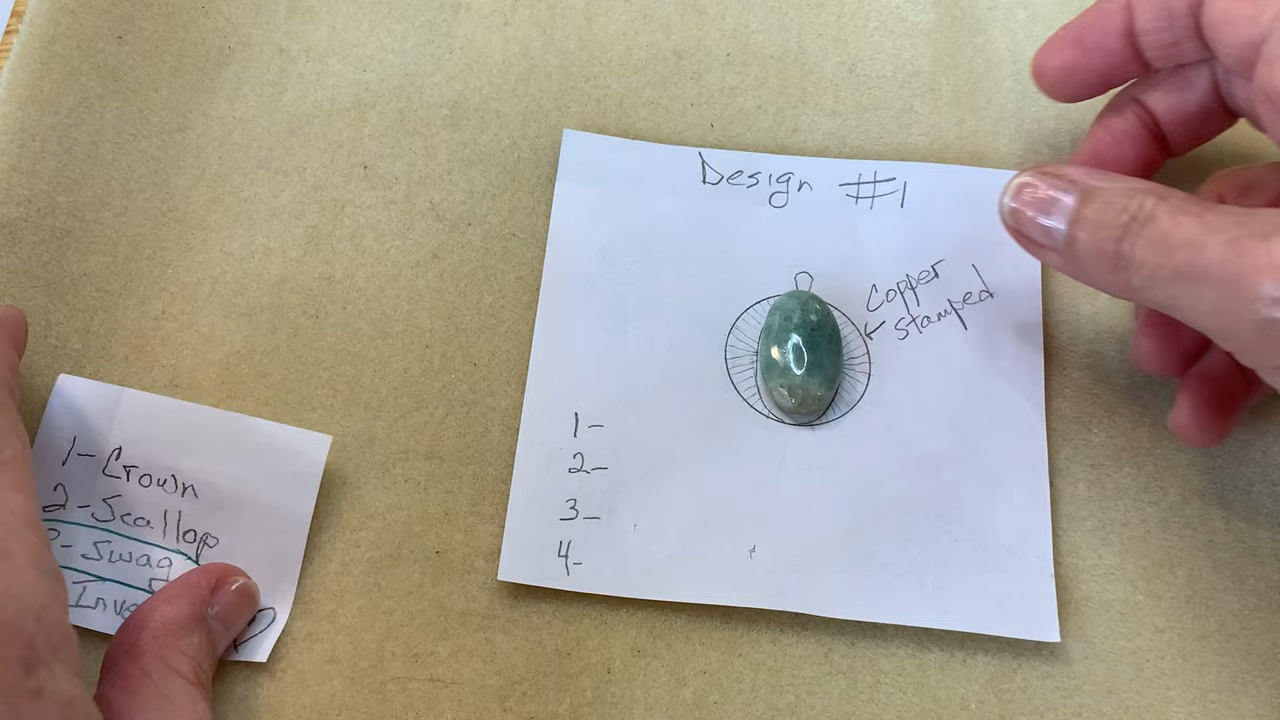 Design #1
Copper
stamped
1-
2-
3-
4-
1-Crown
2-Scallop
-Swag